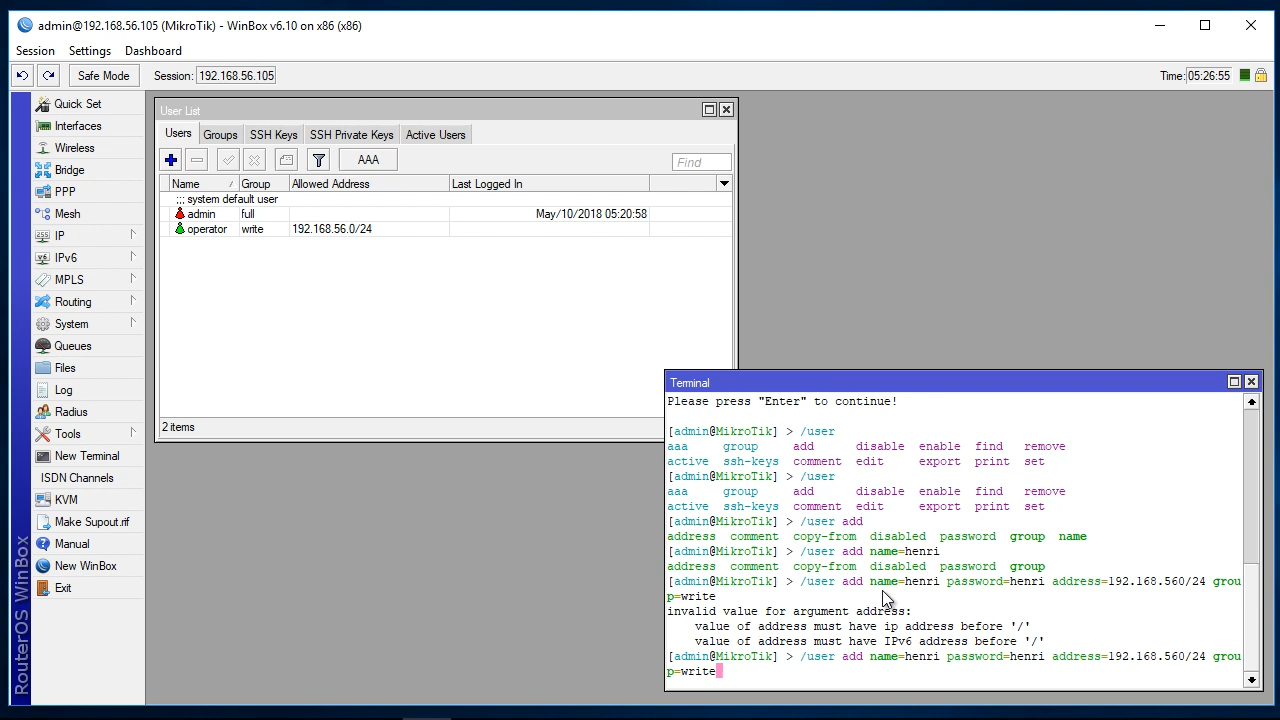 admin@192.168.56.105 (MikroTik) - WinBox v6.10 on x86 (x86)
Session Settings Dashboard
Safe Mode Session: 192.168.56.105 Time: 05:26:55
Quick Set
Interfaces
Wireless
Bridge
PPP
Mesh
IP
IPv6
MPLS
Routing
System
Queues
Files
Log
Radius
Tools
New Terminal
ISDN Channels
KVM
Make Supout.rif
Manual
New WinBox
Exit
RouterOS WinBox
User List
Users Groups SSH Keys SSH Private Keys Active Users
AAA Find
Name / Group Allowed Address Last Logged In
;;; system default user
admin full May/10/2018 05:20:58
operator write 192.168.56.0/24
2 items
Terminal
Please press "Enter" to continue!
[admin@MikroTik] > /user
aaa group add disable enable find remove
active ssh-keys comment edit export print set
[admin@MikroTik] > /user
aaa group add disable enable find remove
active ssh-keys comment edit export print set
[admin@MikroTik] > /user add
address comment copy-from disabled password group name
[admin@MikroTik] > /user add name=henri
address comment copy-from disabled password group
[admin@MikroTik] > /user add name=henri password=henri address=192.168.560/24 grou
p=write
invalid value for argument address:
value of address must have ip address before '/'
value of address must have IPv6 address before '/'
[admin@MikroTik] > /user add name=henri password=henri address=192.168.560/24 grou
p=write